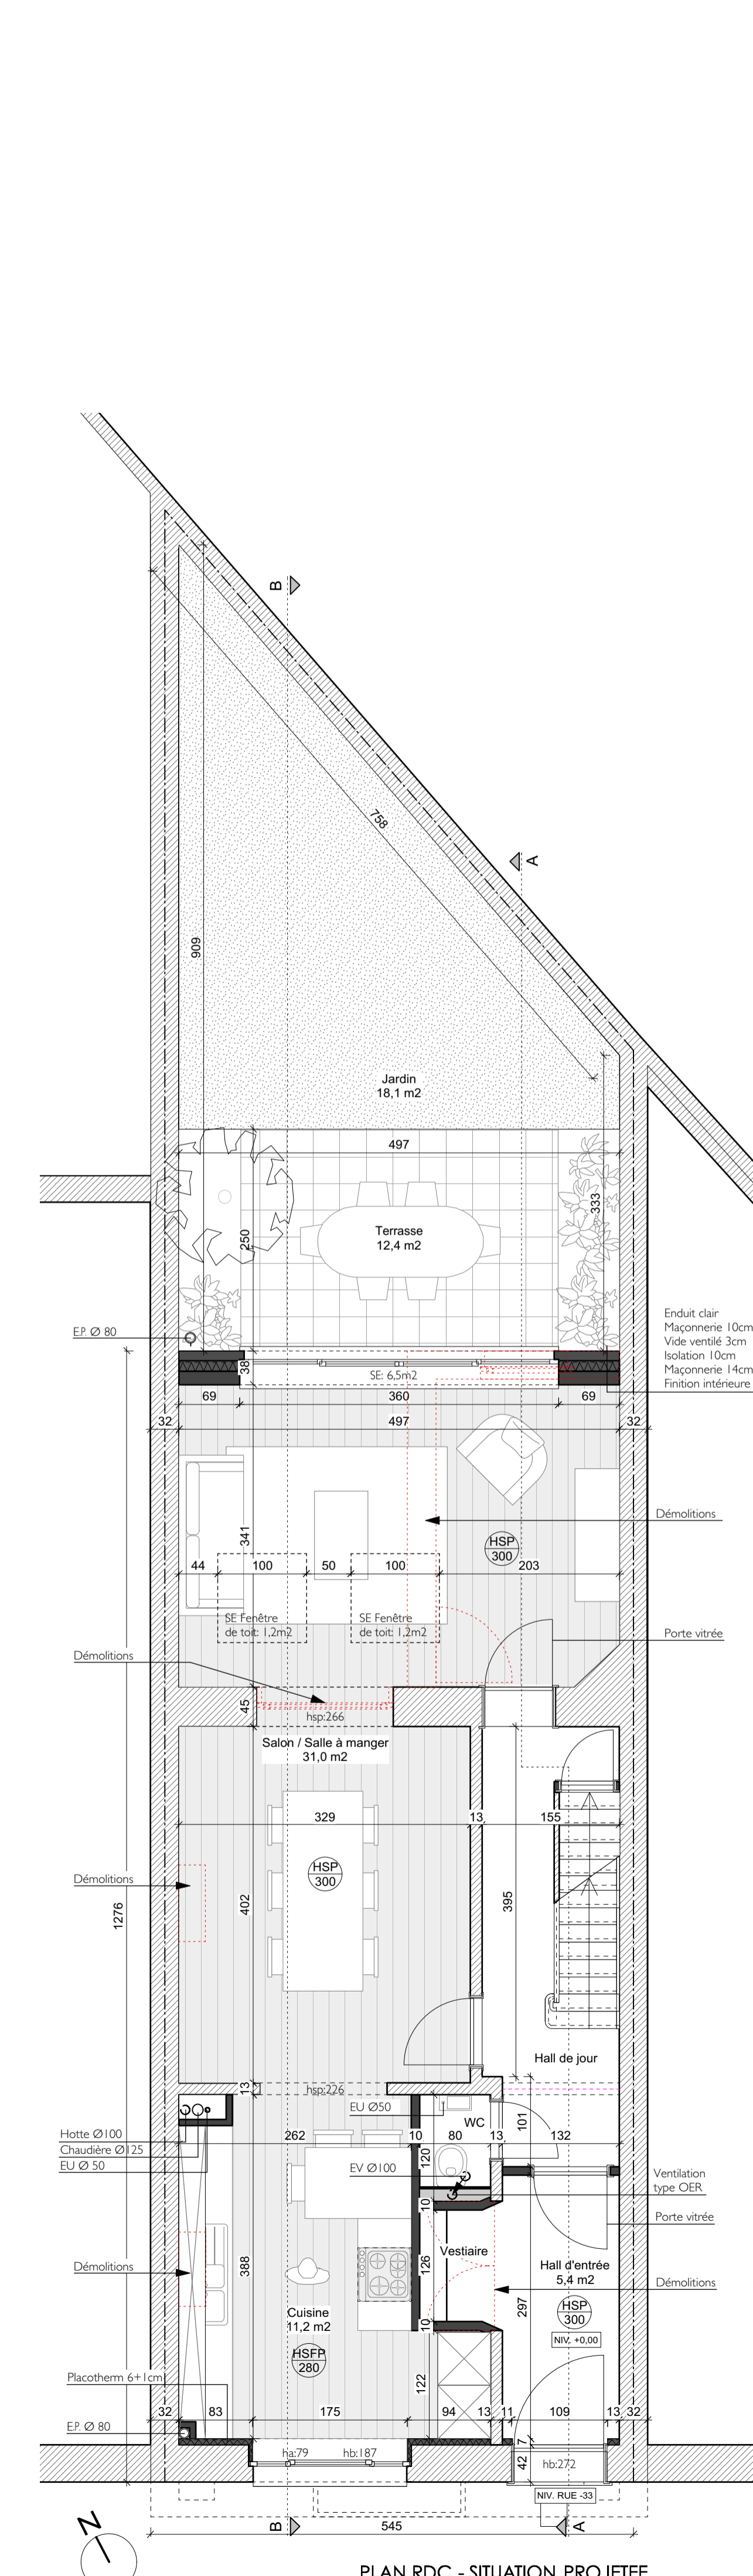 B
758
A
909
Jardin
18,1 m2
497
333
250
Terrasse
12,4 m2
Enduit clair
Maçonnerie 10cm
Vide ventilé 3cm
Isolation 10cm
Maçonnerie 14cm
Finition intérieure
E.P. Ø 80
38
SE: 6,5m2
69
360
69
32
497
32
341
Démolitions
HSP
300
44
100
50
100
203
SE Fenêtre
de toit: 1,2m2
SE Fenêtre
de toit: 1,2m2
Porte vitrée
Démolitions
45
hsp:266
Salon / Salle à manger
31,0 m2
329
13
155
HSP
300
Démolitions
402
395
1276
Hall de jour
13
hsp:226
EU Ø50
WC
101
Hotte Ø100
Chaudière Ø125
EU Ø 50
262
10
80
13
132
120
EV Ø100
Ventilation
type OER
10
Porte vitrée
Vestiaire
Démolitions
388
126
Hall d'entrée
5,4 m2
Démolitions
297
HSP
300
Cuisine
11,2 m2
10
NIV. +0,00
HSFP
280
Placotherm 6+1cm
122
32
83
175
94
13
11
109
13
32
E.P. Ø 80
7
ha:79
hb:187
42
hb:272
NIV. RUE -33
N
B
545
A
PLAN RDC - SITUATION PROJETEE